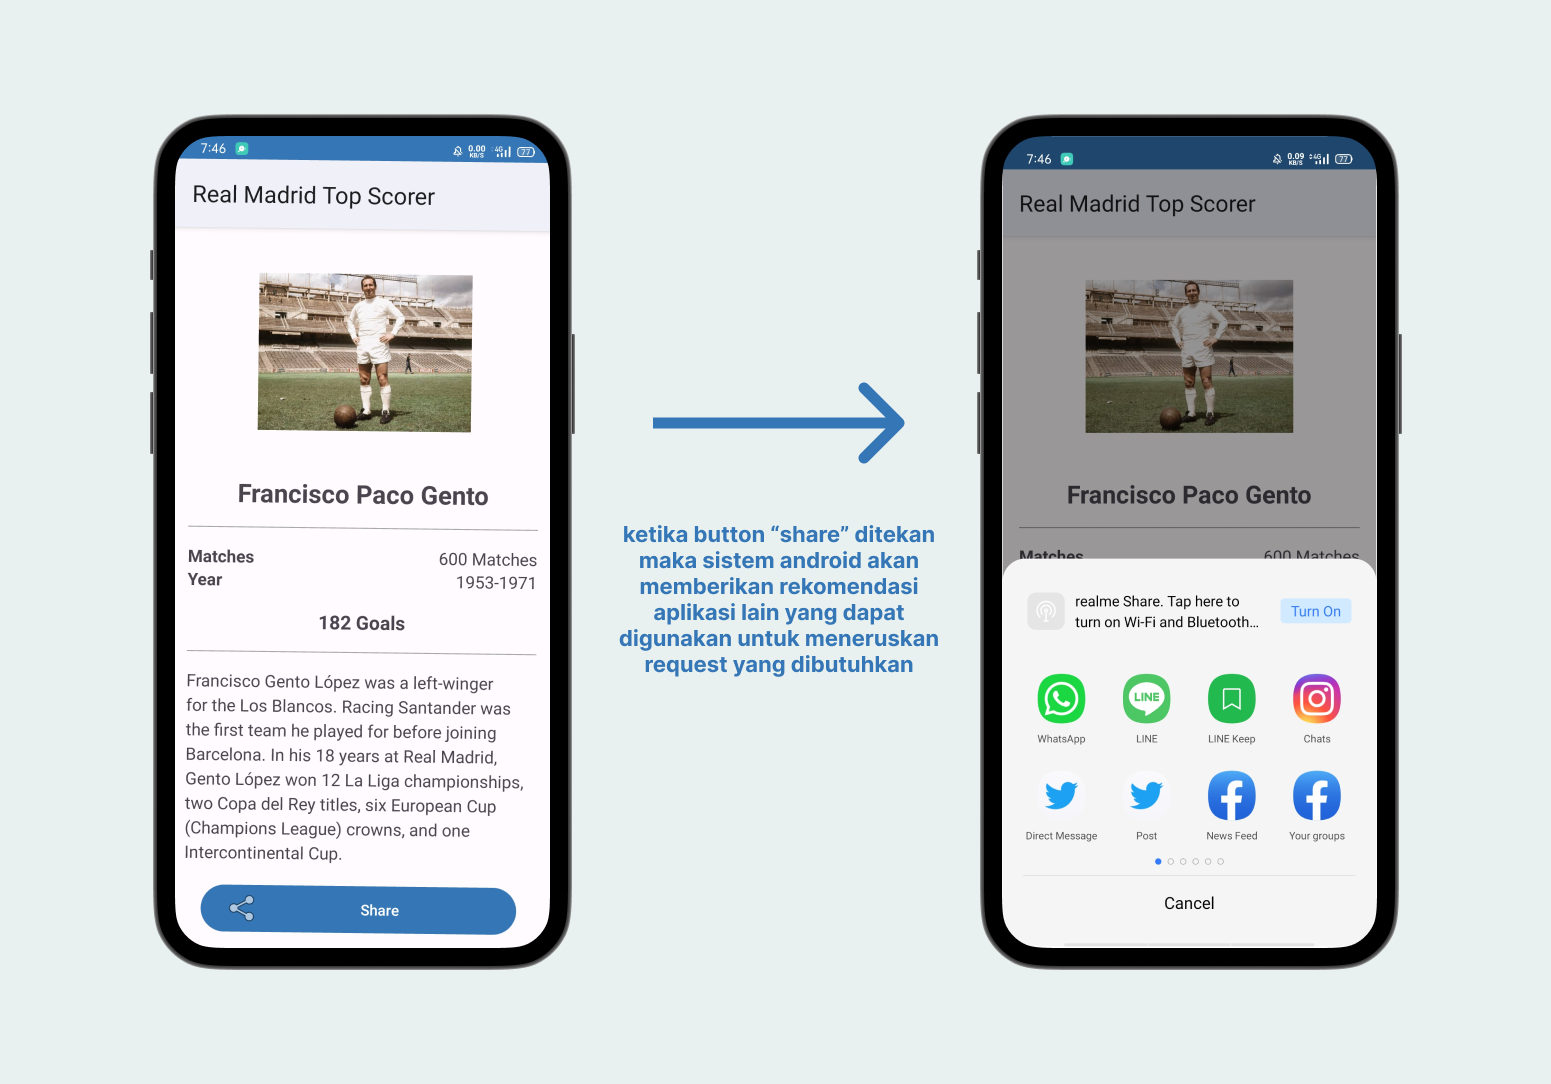 7:46
0.00
KB/S
4G
77
Real Madrid Top Scorer
Francisco Paco Gento
Matches 600 Matches
Year 1953-1971
182 Goals
Francisco Gento López was a left-winger
for the Los Blancos. Racing Santander was
the first team he played for before joining
Barcelona. In his 18 years at Real Madrid,
Gento López won 12 La Liga championships,
two Copa del Rey titles, six European Cup
(Champions League) crowns, and one
Intercontinental Cup.
Share
ketika button “share” ditekan
maka sistem android akan
memberikan rekomendasi
aplikasi lain yang dapat
digunakan untuk meneruskan
request yang dibutuhkan
7:46
0.09
KB/S
4G
77
Real Madrid Top Scorer
Francisco Paco Gento
Matches 600 Matches
realme Share. Tap here to
turn on Wi-Fi and Bluetooth...
Turn On
LINE
WhatsApp LINE LINE Keep Chats
Direct Message Post News Feed Your groups
Cancel